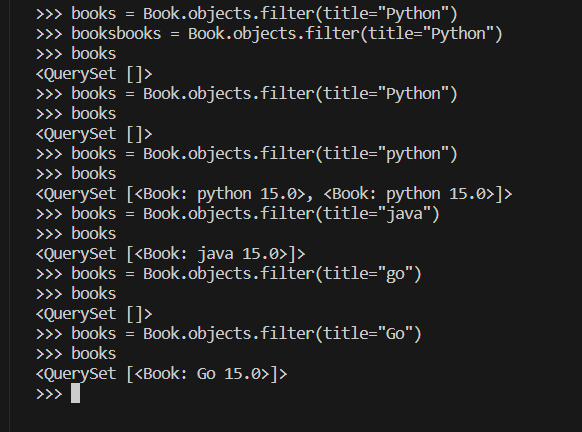 >>> books = Book.objects.filter(title="Python")
>>> booksbooks = Book.objects.filter(title="Python")
>>> books
<QuerySet []>
>>> books = Book.objects.filter(title="Python")
>>> books
<QuerySet []>
>>> books = Book.objects.filter(title="python")
>>> books
<QuerySet [<Book: python 15.0>, <Book: python 15.0>]>
>>> books = Book.objects.filter(title="java")
>>> books
<QuerySet [<Book: java 15.0>]>
>>> books = Book.objects.filter(title="go")
>>> books
<QuerySet []>
>>> books = Book.objects.filter(title="Go")
>>> books
<QuerySet [<Book: Go 15.0>]>
>>>